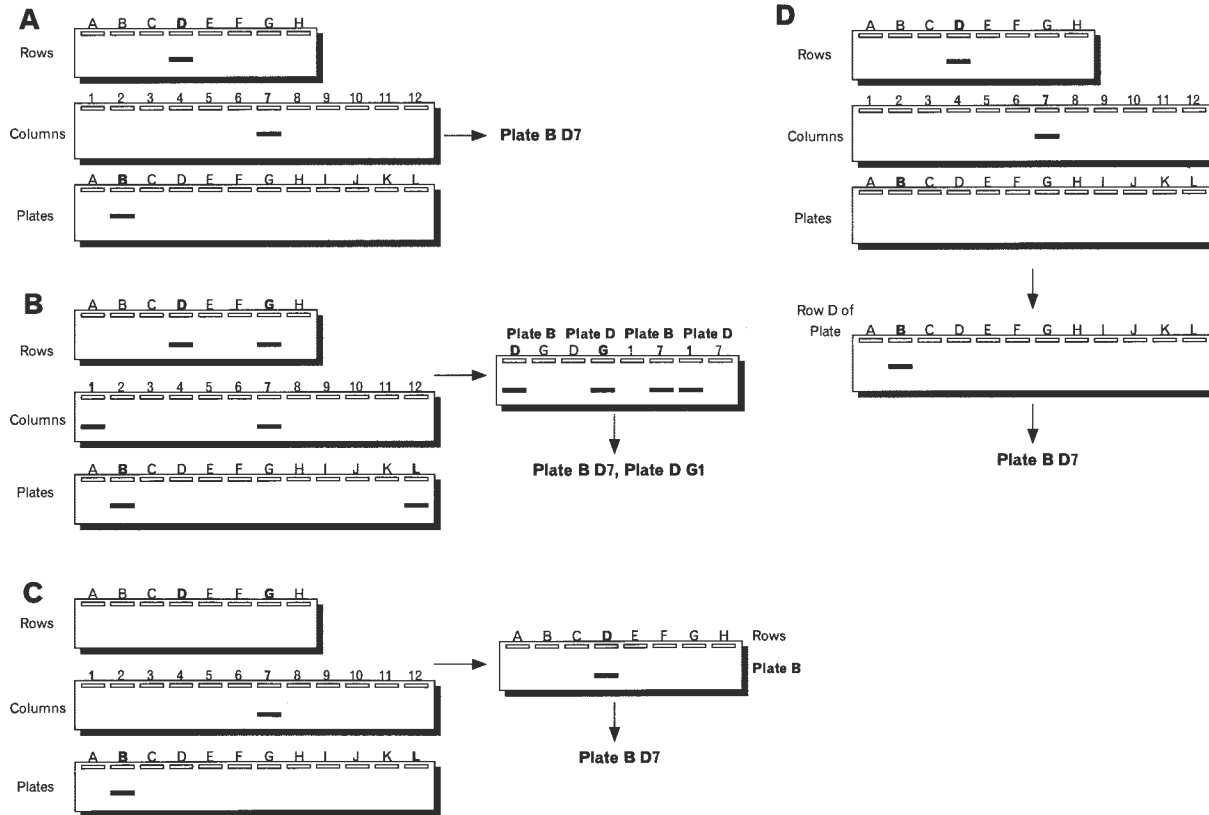 A
A B C D E F G H
Rows
1 2 3 4 5 6 7 8 9 10 11 12
Columns
Plate B D7
A B C D E F G H I J K L
Plates
B
A B C D E F G H
Rows
1 2 3 4 5 6 7 8 9 10 11 12
Columns
A B C D E F G H I J K L
Plates
Plate B Plate D Plate B Plate D
D G D G 1 7 1 7
Plate B D7, Plate D G1
C
A B C D E F G H
Rows
1 2 3 4 5 6 7 8 9 10 11 12
Columns
A B C D E F G H I J K L
Plates
A B C D E F G H Rows
Plate B
Plate B D7
D
A B C D E F G H
Rows
1 2 3 4 5 6 7 8 9 10 11 12
Columns
A B C D E F G H I J K L
Plates
Row D of
Plate
A B C D E F G H I J K L
Plate B D7